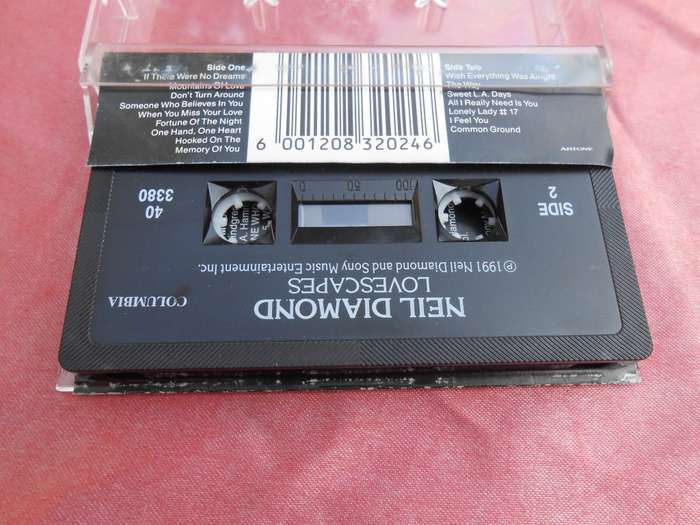 Side One
If There Were No Dreams
Mountains Of Love
Don't Turn Around
Someone Who Believes In You
When You Miss Your Love
Fortune Of The Night
One Hand, One Heart
Hooked On The
Memory Of You
6 001208 320246
Side Two
Wish Everything Was Alright
The Way
Sweet L.A. Days
All I Really Need Is You
Lonely Lady # 17
I Feel You
Common Ground
ARTONE
NEIL DIAMOND
LOVESCAPES
℗ 1991 Neil Diamond and Sony Music Entertainment Inc.
COLUMBIA
SIDE
2
40
3380
0 50 100